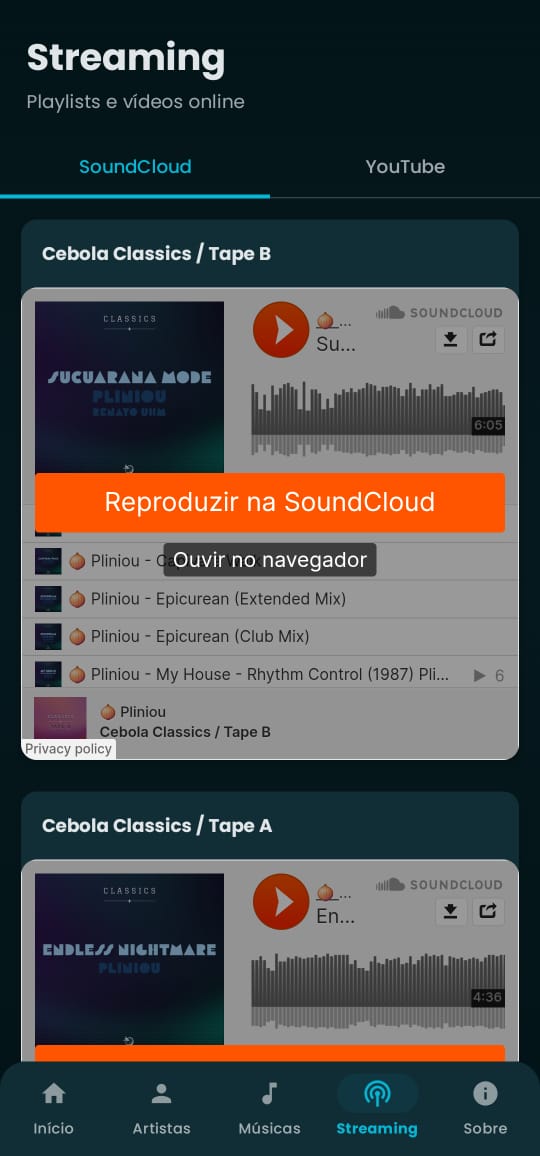 Streaming
Playlists e vídeos online
SoundCloud
YouTube
Cebola Classics / Tape B
CLASSICS
SUCUARANA MODE
PLINIOU
RENATO UHM
...
Su...
SOUNDCLOUD
6:05
Reproduzir na SoundCloud
Ouvir no navegador
Pliniou -
Pliniou - Epicurean (Extended Mix)
Pliniou - Epicurean (Club Mix)
Pliniou - My House - Rhythm Control (1987) Pli...
6
Pliniou
Cebola Classics / Tape B
Privacy policy
Cebola Classics / Tape A
CLASSICS
ENDLESS NIGHTMARE
PLINIOU
...
En...
SOUNDCLOUD
4:36
Início
Artistas
Músicas
Streaming
Sobre